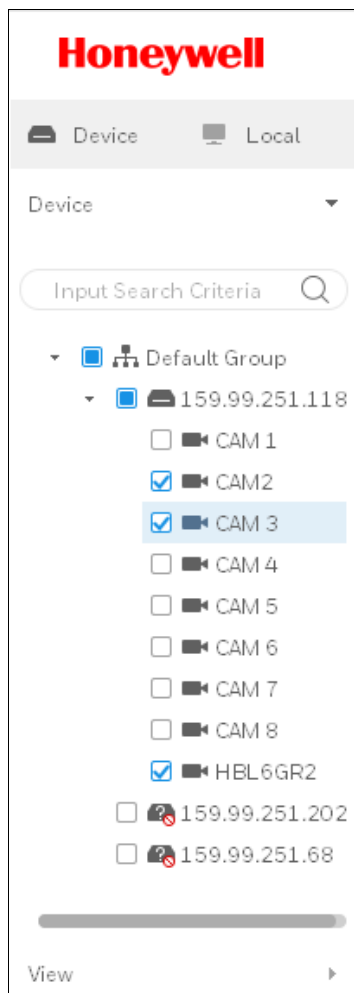 Honeywell
Device Local
Device
Input Search Criteria
Default Group
159.99.251.118
CAM 1
CAM2
CAM 3
CAM 4
CAM 5
CAM 6
CAM 7
CAM 8
HBL6GR2
159.99.251.202
159.99.251.68
View